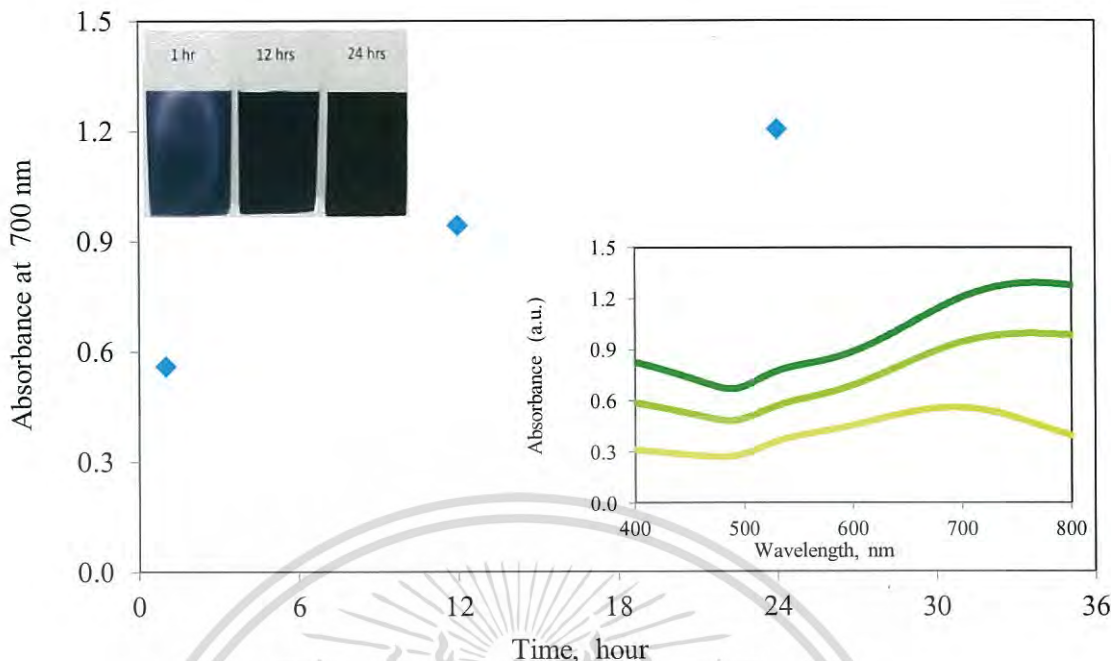 1.5
1.2
0.9
0.6
0.3
0.0
Absorbance at 700 nm
1 hr 12 hrs 24 hrs
1.5
1.2
0.9
0.6
0.3
0.0
Absorbance (a.u.)
400 500 600 700 800
Wavelength, nm
0 6 12 18 24 30 36
Time, hour